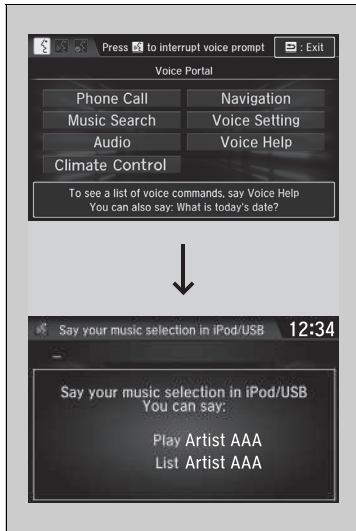 Press to interrupt voice prompt
: Exit
Voice Portal
Phone Call
Navigation
Music Search
Voice Setting
Audio
Voice Help
Climate Control
To see a list of voice commands, say Voice Help
You can also say: What is today's date?
Say your music selection in iPod/USB
12:34
Say your music selection in iPod/USB
You can say:
Play Artist AAA
List Artist AAA